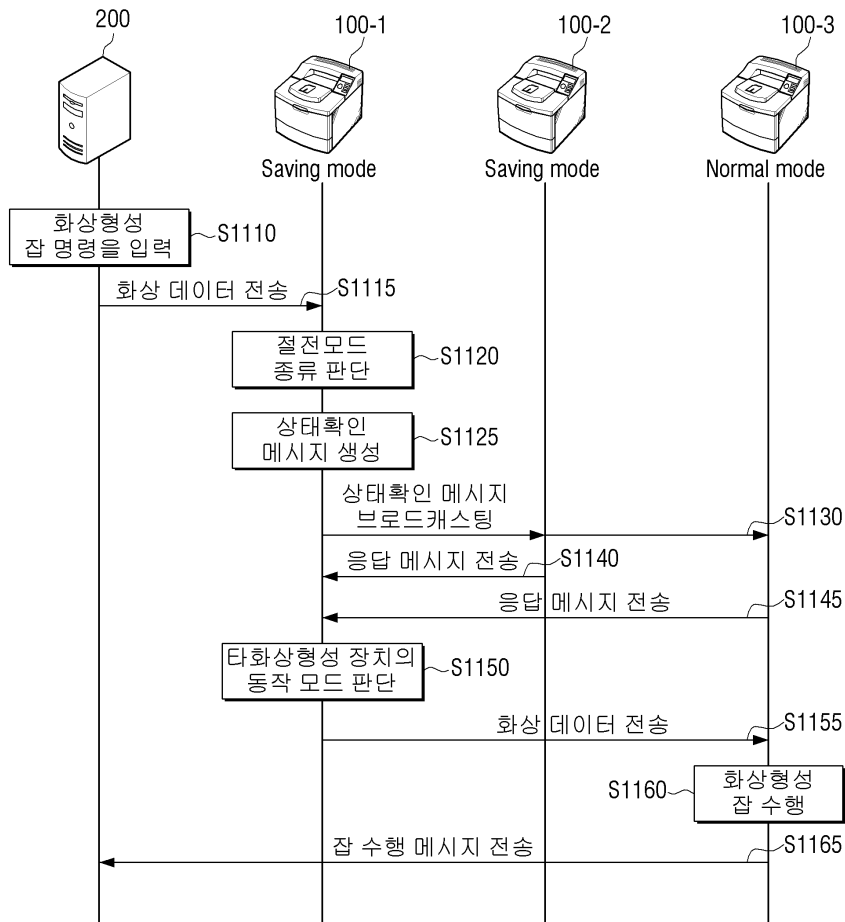 200
100-1
100-2
100-3
Saving mode
Saving mode
Normal mode
화상형성
잡 명령을 입력
S1110
화상 데이터 전송
S1115
절전모드
종류 판단
S1120
상태확인
메시지 생성
S1125
상태확인 메시지
브로드캐스팅
S1130
응답 메시지 전송
S1140
응답 메시지 전송
S1145
타화상형성 장치의
동작 모드 판단
S1150
화상 데이터 전송
S1155
화상형성
잡 수행
S1160
잡 수행 메시지 전송
S1165